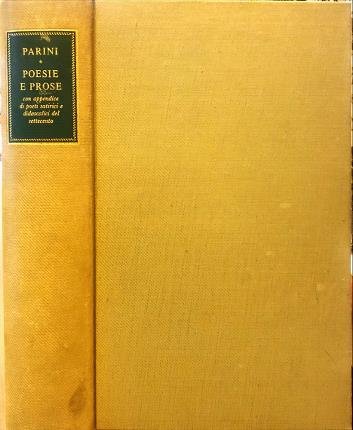 PARINI
*
POESIE
E PROSE
con appendice
di poeti satirici e
didascalici del
settecento